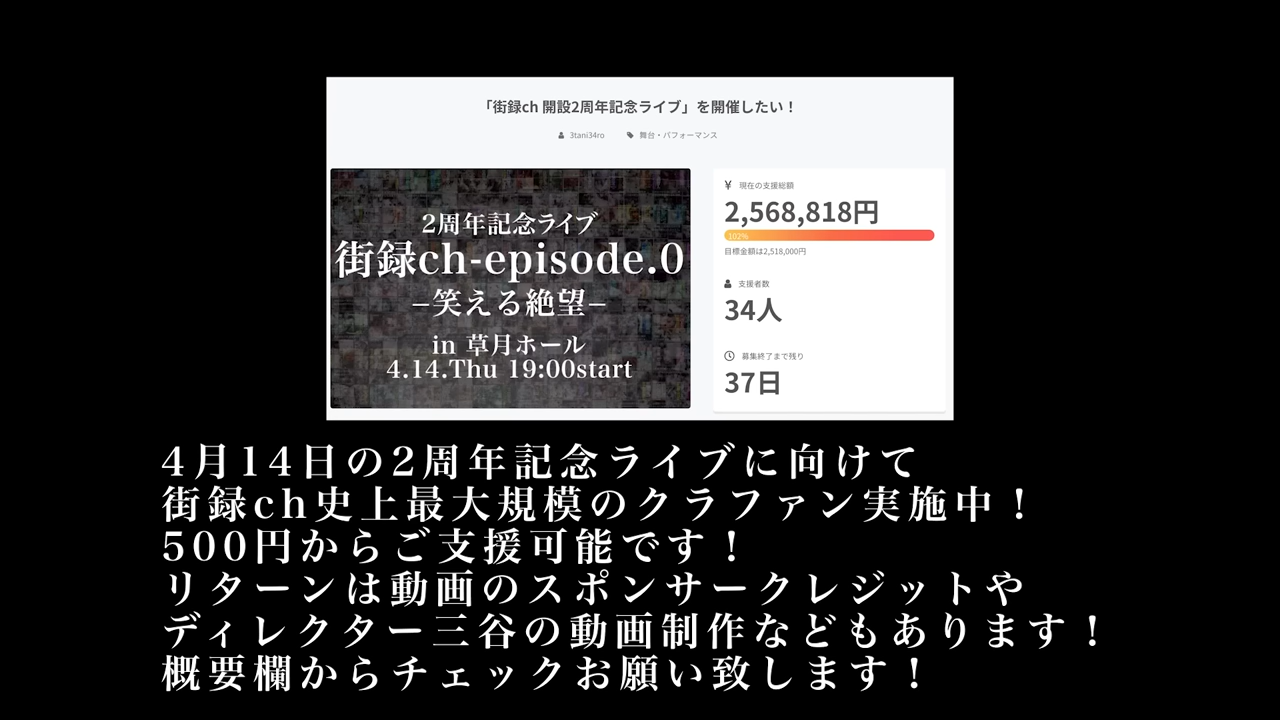 「街録ch 開設2周年記念ライブ」を開催したい！
3tani34ro 舞台・パフォーマンス
2周年記念ライブ
街録ch-episode.0
–笑える絶望–
in 草月ホール
4.14.Thu 19:00start
¥ 現在の支援総額
2,568,818円
102%
目標金額は2,518,000円
支援者数
34人
募集終了まで残り
37日
4月14日の2周年記念ライブに向けて
街録ch史上最大規模のクラファン実施中！
500円からご支援可能です！
リターンは動画のスポンサークレジットや
ディレクター三谷の動画制作などもあります！
概要欄からチェックお願い致します！